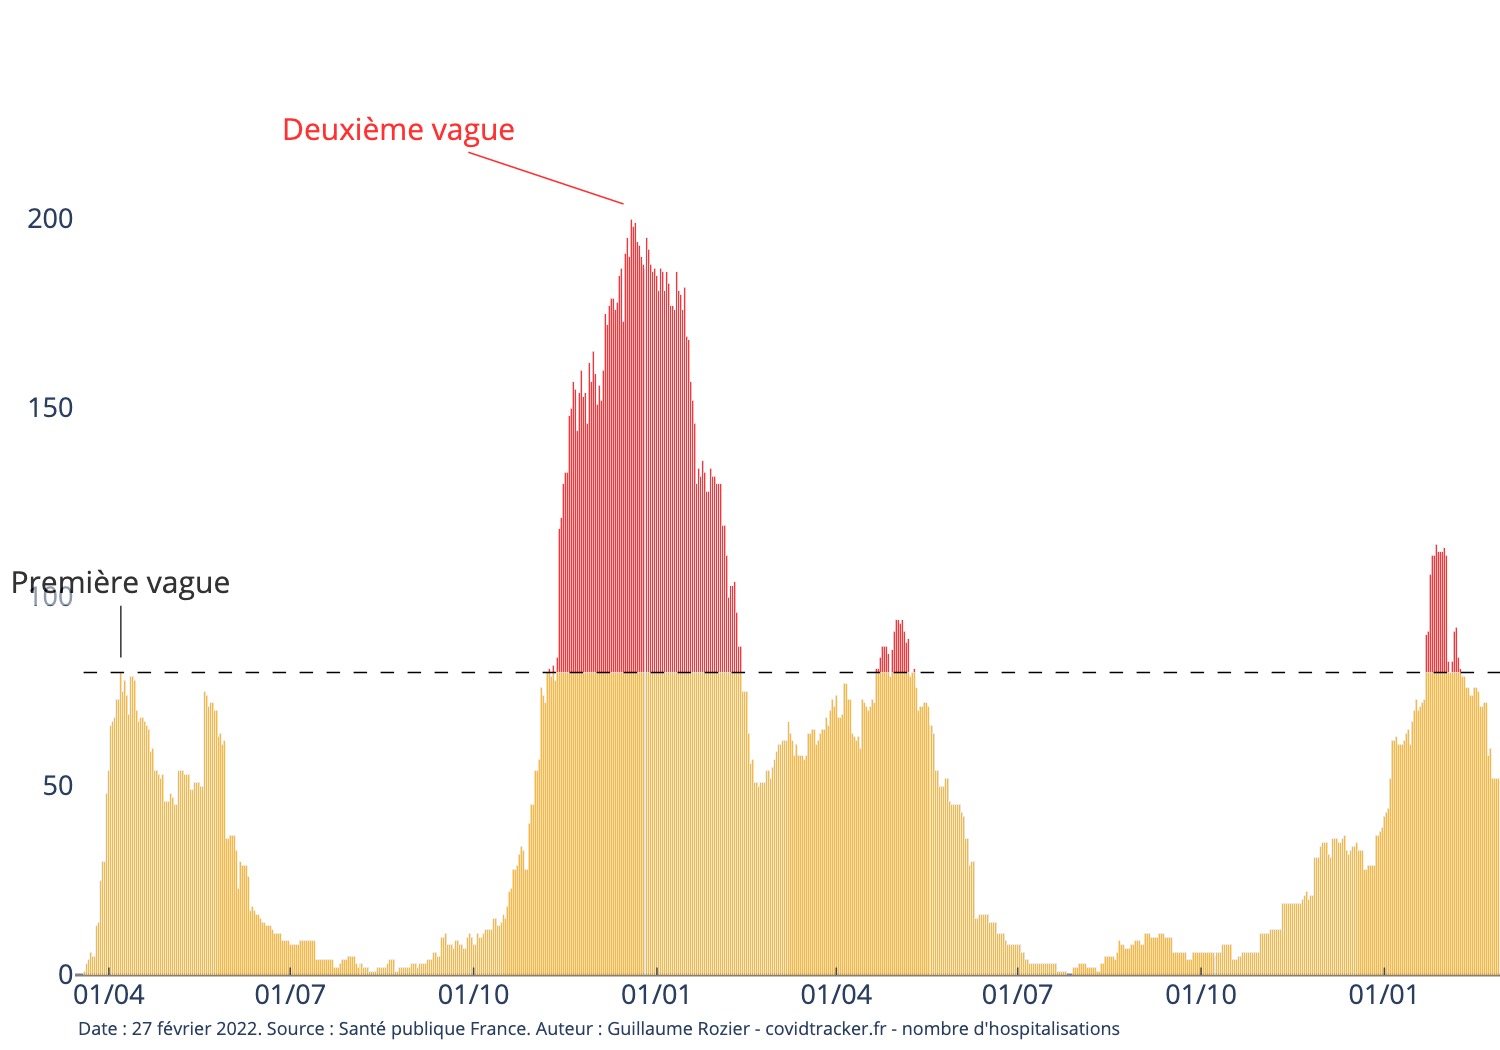 Deuxième vague
200
150
Première vague
100
50
0
01/04 01/07 01/10 01/01 01/04 01/07 01/10 01/01
Date : 27 février 2022. Source : Santé publique France. Auteur : Guillaume Rozier - covidtracker.fr - nombre d'hospitalisations